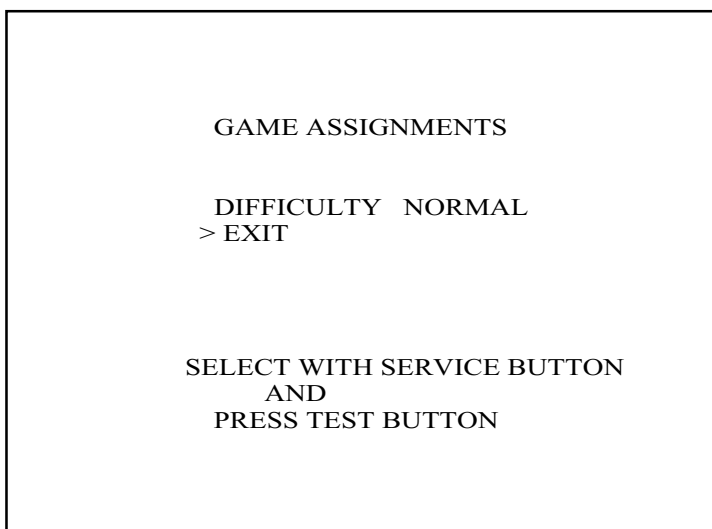 GAME ASSIGNMENTS
DIFFICULTY NORMAL
> EXIT
SELECT WITH SERVICE BUTTON
AND
PRESS TEST BUTTON